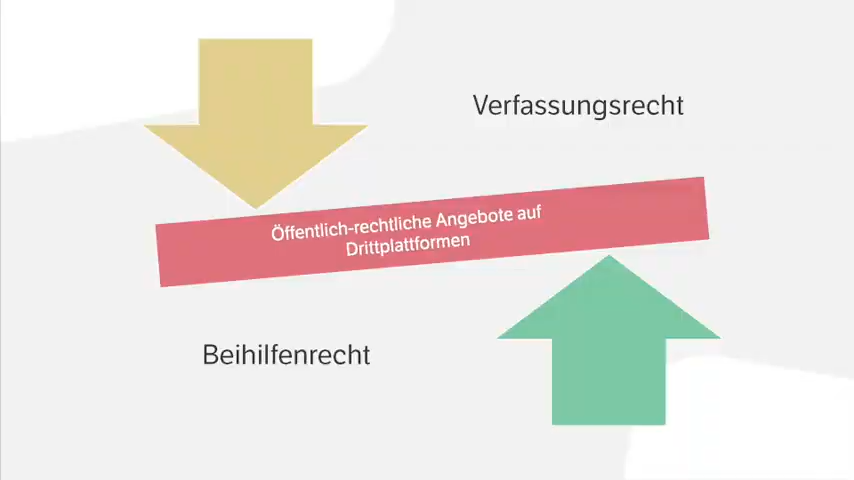 Verfassungsrecht
Öffentlich-rechtliche Angebote auf
Drittplattformen
Beihilfenrecht